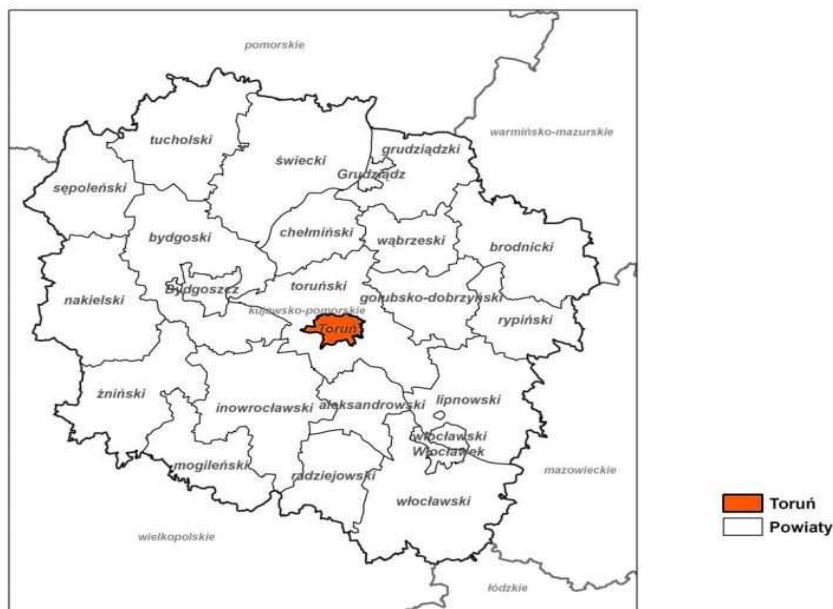 pomorskie
warmińsko-mazurskie
tucholski
grudziądzki
świecki
Grudziądz
sępoleński
chełmiński
bydgoski
wąbrzeski
brodnicki
toruński
Bydgoszcz
nakielski
golubsko-dobrzyński
kujawsko-pomorskie
rypiński
Toruń
żniński
lipnowski
inowrocławski
aleksandrowski
włocławski
Włocławek
mogileński
radziejowski
mazowieckie
włocławski
wielkopolskie
łódzkie
Toruń
Powiaty